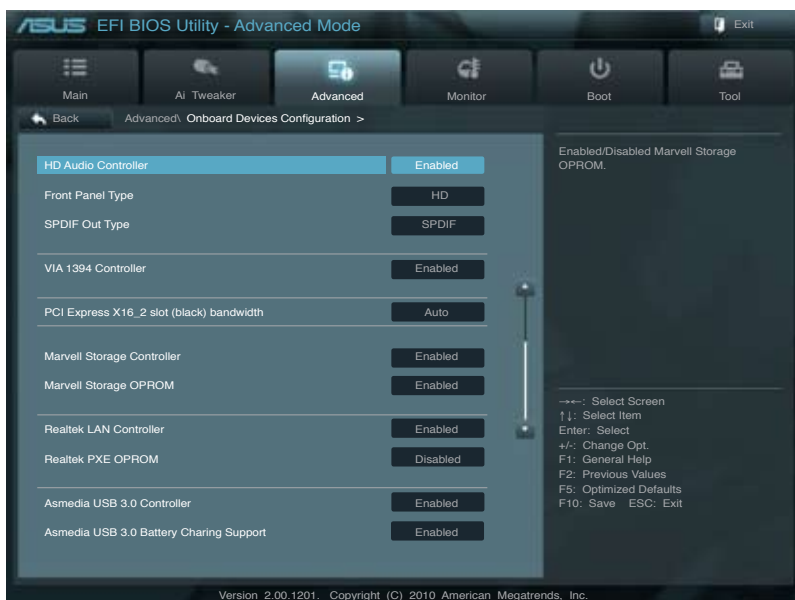 ASUS EFI BIOS Utility - Advanced Mode
Exit
Main
Ai Tweaker
Advanced
Monitor
Boot
Tool
Back
Advanced\ Onboard Devices Configuration >
HD Audio Controller Enabled
Front Panel Type HD
SPDIF Out Type SPDIF
VIA 1394 Controller Enabled
PCI Express X16_2 slot (black) bandwidth Auto
Marvell Storage Controller Enabled
Marvell Storage OPROM Enabled
Realtek LAN Controller Enabled
Realtek PXE OPROM Disabled
Asmedia USB 3.0 Controller Enabled
Asmedia USB 3.0 Battery Charing Support Enabled
Enabled/Disabled Marvell Storage
OPROM.
→←: Select Screen
↑↓: Select Item
Enter: Select
+/-: Change Opt.
F1: General Help
F2: Previous Values
F5: Optimized Defaults
F10: Save ESC: Exit
Version 2.00.1201. Copyright (C) 2010 American Megatrends, Inc.